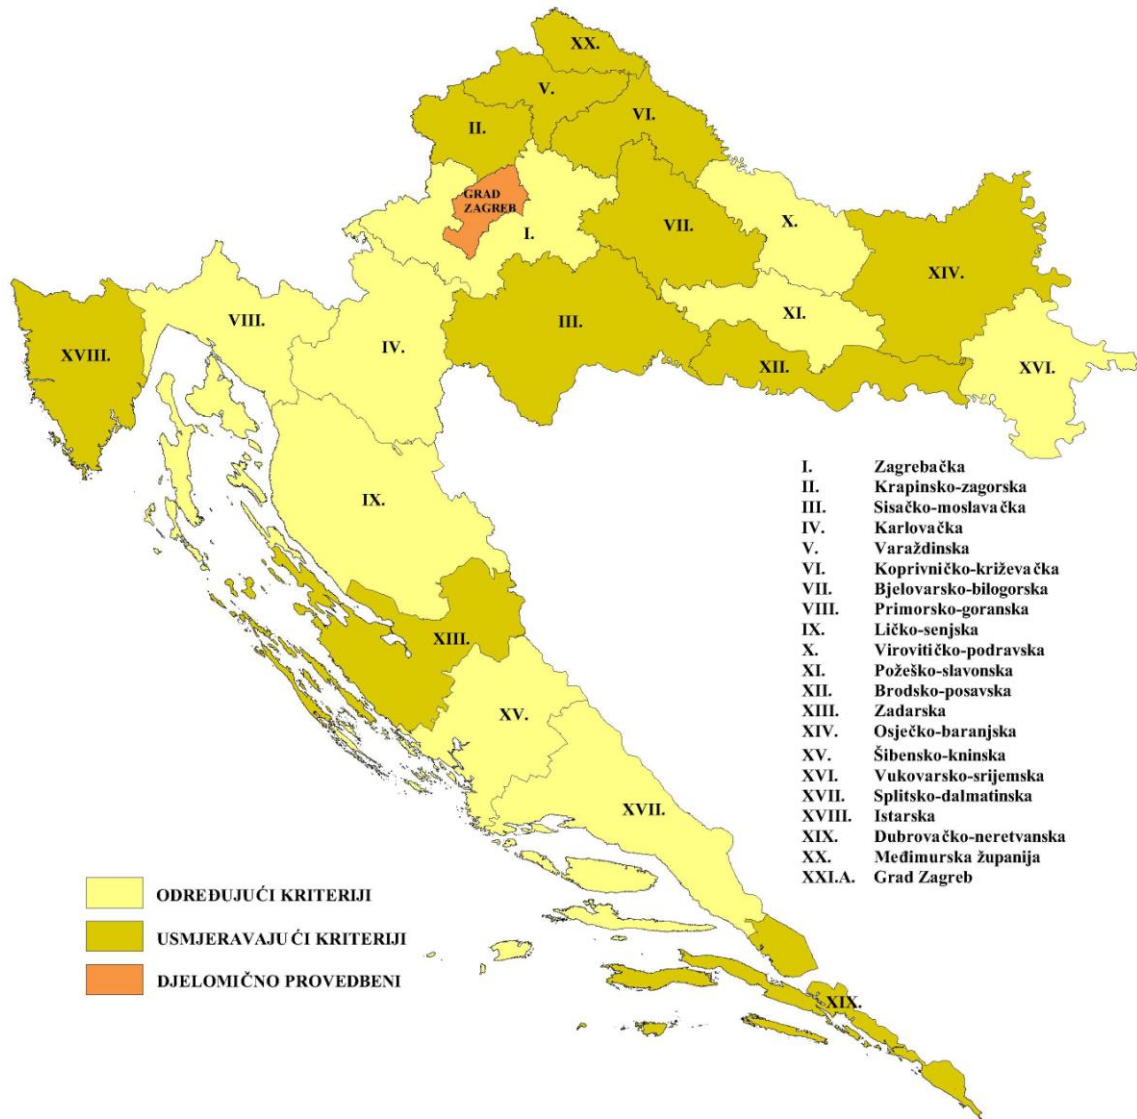 XX.
V.
VI.
II.
GRAD
ZAGREB
I.
VII.
X.
XIV.
VIII.
IV.
III.
XI.
XVIII.
XII.
XVI.
IX.
XIII.
XV.
XVII.
XIX.
I. Zagrebačka
II. Krapinsko-zagorska
III. Sisačko-moslavačka
IV. Karlovačka
V. Varaždinska
VI. Koprivničko-križevačka
VII. Bjelovarsko-bilogorska
VIII. Primorsko-goranska
IX. Ličko-senjska
X. Virovitičko-podravska
XI. Požeško-slavonska
XII. Brodsko-posavska
XIII. Zadarska
XIV. Osječko-baranjska
XV. Šibensko-kninska
XVI. Vukovarsko-srijemska
XVII. Splitsko-dalmatinska
XVIII. Istarska
XIX. Dubrovačko-neretvanska
XX. Međimurska županija
XXI.A. Grad Zagreb
ODREĐUJUĆI KRITERIJI
USMJERAVAJUĆI KRITERIJI
DJELOMIČNO PROVEDBENI